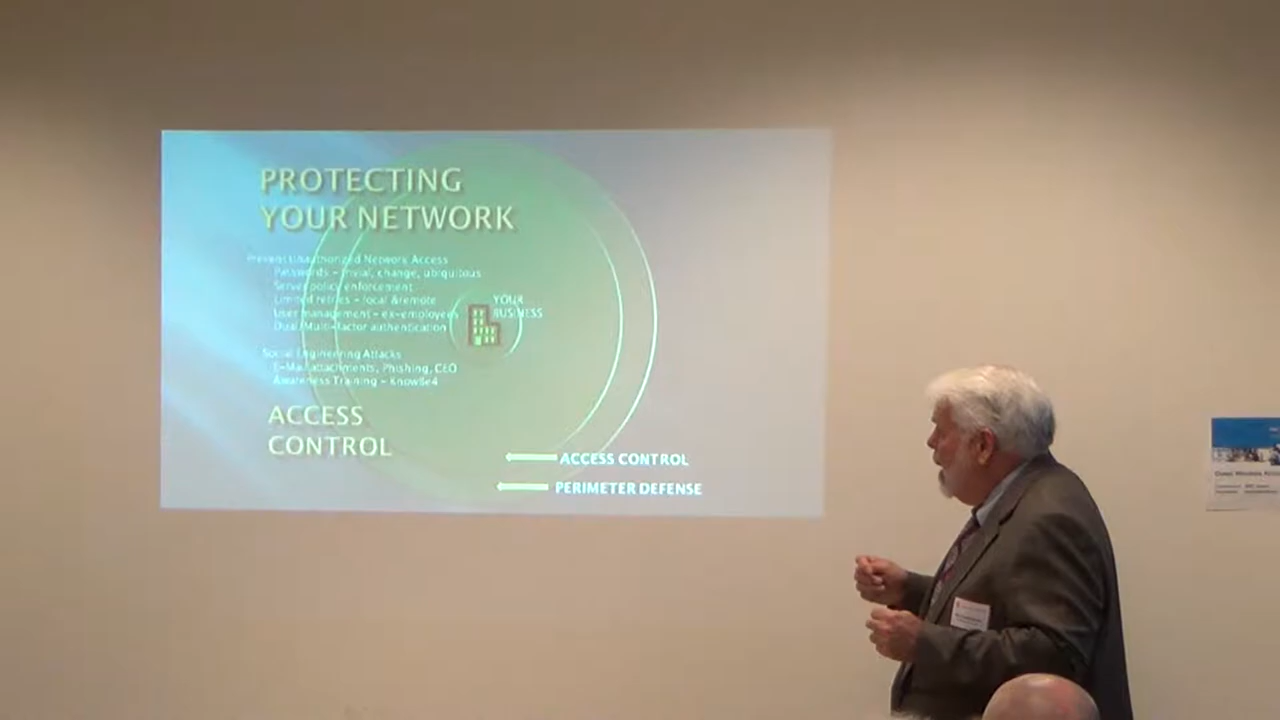 PROTECTING
YOUR NETWORK
Prevent Unauthorized Network Access
Passwords – trivial, change, ubiquitous
Server policy enforcement
Limited retries – local &remote
User management – ex-employees
Dual/Multi-factor authentication
YOUR
BUSINESS
Social Engineering Attacks
E-Mail attachments, Phishing, CEO
Awareness Training – KnowBe4
ACCESS
CONTROL
ACCESS CONTROL
PERIMETER DEFENSE